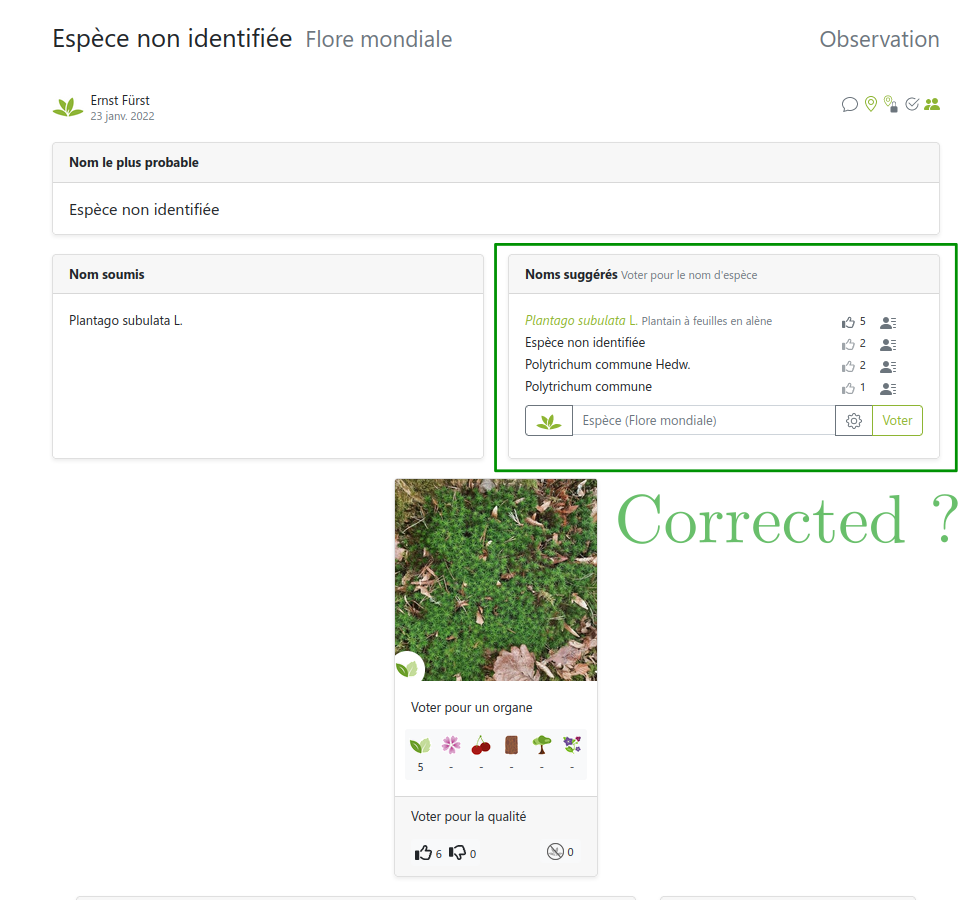 Espèce non identifiée Flore mondiale Observation
Ernst Fürst
23 janv. 2022
Nom le plus probable
Espèce non identifiée
Nom soumis
Plantago subulata L.
Noms suggérés Voter pour le nom d'espèce
Plantago subulata L. Plantain à feuilles en alène 5
Espèce non identifiée 2
Polytrichum commune Hedw. 2
Polytrichum commune 1
Espèce (Flore mondiale) Voter
Corrected ?
Voter pour un organe
5 - - - - -
Voter pour la qualité
6 0 0